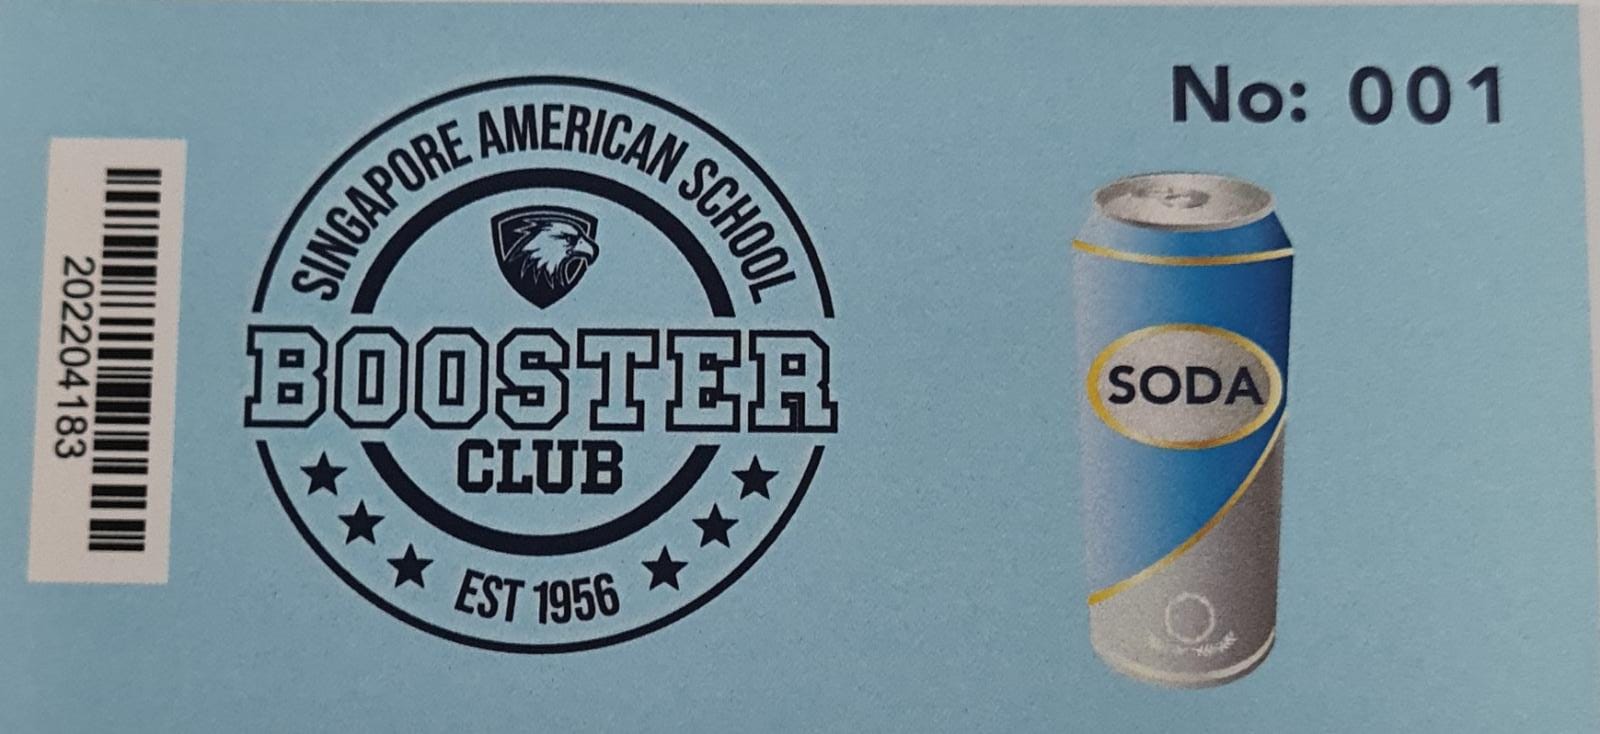 2022204183
SINGAPORE AMERICAN SCHOOL
BOOSTER
CLUB
EST 1956
No: 001
SODA